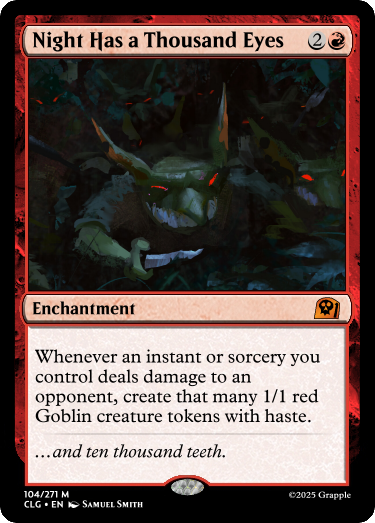 Night Has a Thousand Eyes 2
Enchantment
Whenever an instant or sorcery you
control deals damage to an
opponent, create that many 1/1 red
Goblin creature tokens with haste.
…and ten thousand teeth.
104/271 M
CLG • EN Samuel Smith
©2025 Grapple